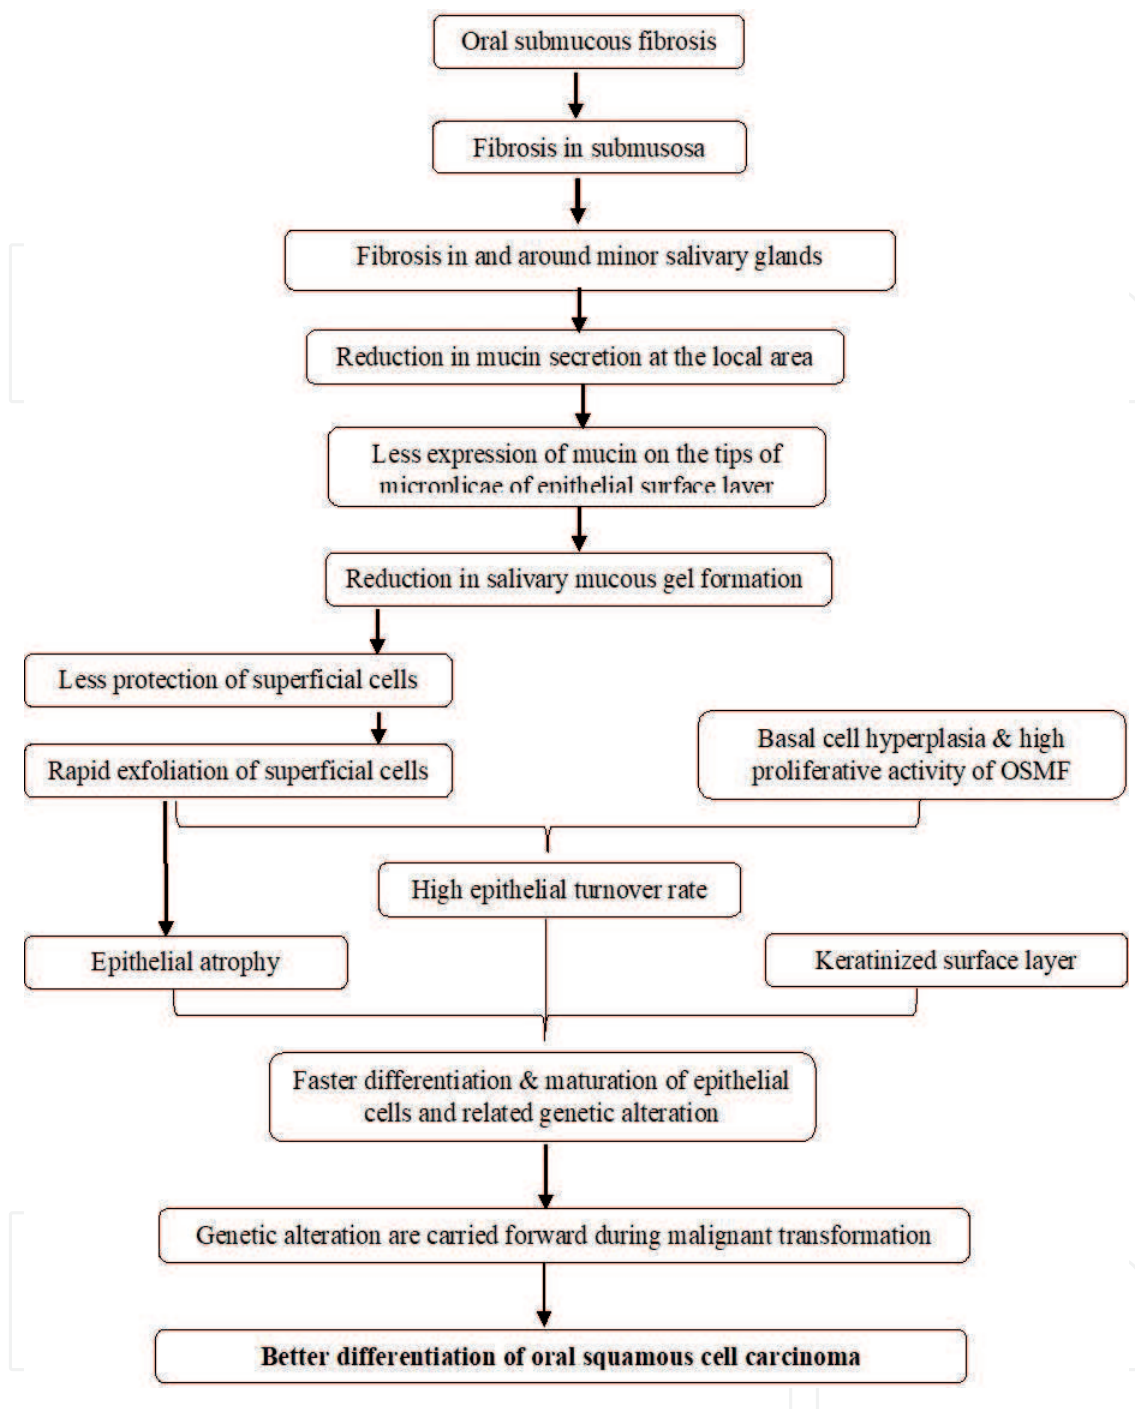 Oral submucous fibrosis
Fibrosis in submusosa
Fibrosis in and around minor salivary glands
Reduction in mucin secretion at the local area
Less expression of mucin on the tips of
microplicae of epithelial surface layer
Reduction in salivary mucous gel formation
Less protection of superficial cells
Rapid exfoliation of superficial cells
Basal cell hyperplasia & high
proliferative activity of OSMF
High epithelial turnover rate
Epithelial atrophy
Keratinized surface layer
Faster differentiation & maturation of epithelial
cells and related genetic alteration
Genetic alteration are carried forward during malignant transformation
Better differentiation of oral squamous cell carcinoma